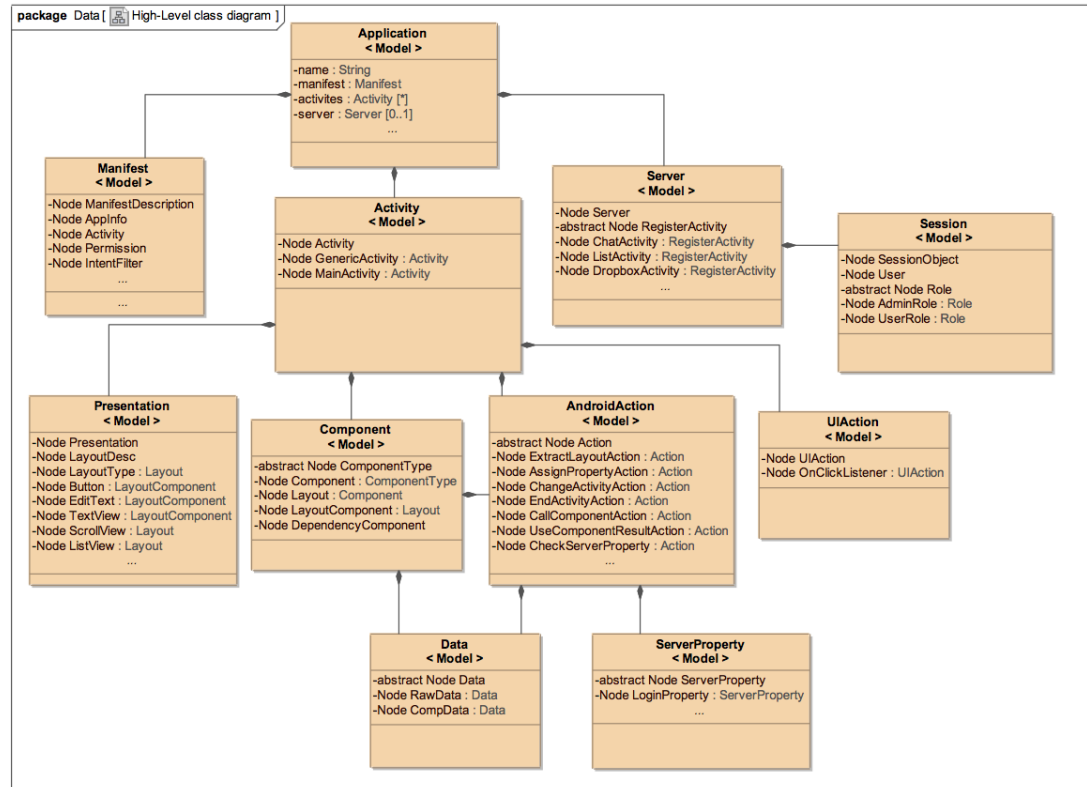 package Data [ High-Level class diagram ]
Application
< Model >
-name : String
-manifest : Manifest
-activites : Activity [*]
-server : Server [0..1]
...
Manifest
< Model >
-Node ManifestDescription
-Node AppInfo
-Node Activity
-Node Permission
-Node IntentFilter
...
...
Activity
< Model >
-Node Activity
-Node GenericActivity : Activity
-Node MainActivity : Activity
Server
< Model >
-Node Server
-abstract Node RegisterActivity
-Node ChatActivity : RegisterActivity
-Node ListActivity : RegisterActivity
-Node DropboxActivity : RegisterActivity
...
Session
< Model >
-Node SessionObject
-Node User
-abstract Node Role
-Node AdminRole : Role
-Node UserRole : Role
Presentation
< Model >
-Node Presentation
-Node LayoutDesc
-Node LayoutType : Layout
-Node Button : LayoutComponent
-Node EditText : LayoutComponent
-Node TextView : LayoutComponent
-Node ScrollView : Layout
-Node ListView : Layout
...
Component
< Model >
-abstract Node ComponentType
-Node Component : ComponentType
-Node Layout : Component
-Node LayoutComponent : Layout
-Node DependencyComponent
AndroidAction
< Model >
-abstract Node Action
-Node ExtractLayoutAction : Action
-Node AssignPropertyAction : Action
-Node ChangeActivityAction : Action
-Node EndActivityAction : Action
-Node CallComponentAction : Action
-Node UseComponentResultAction : Action
-Node CheckServerProperty : Action
...
UIAction
< Model >
-Node UIAction
-Node OnClickListener : UIAction
Data
< Model >
-abstract Node Data
-Node RawData : Data
-Node CompData : Data
ServerProperty
< Model >
-abstract Node ServerProperty
-Node LoginProperty : ServerProperty
...